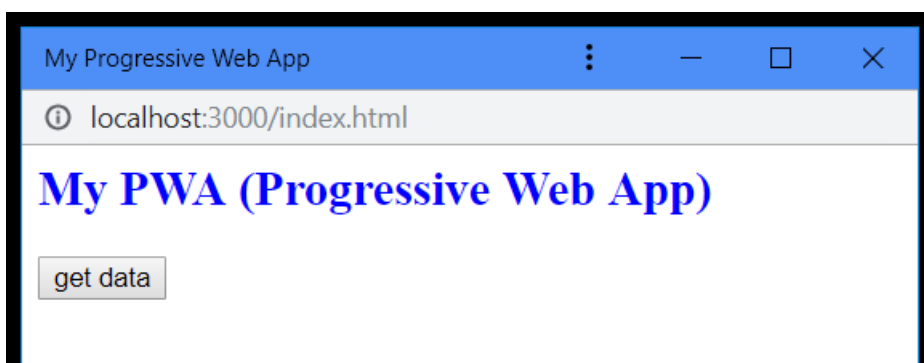 My Progressive Web App
localhost:3000/index.html
My PWA (Progressive Web App)
get data